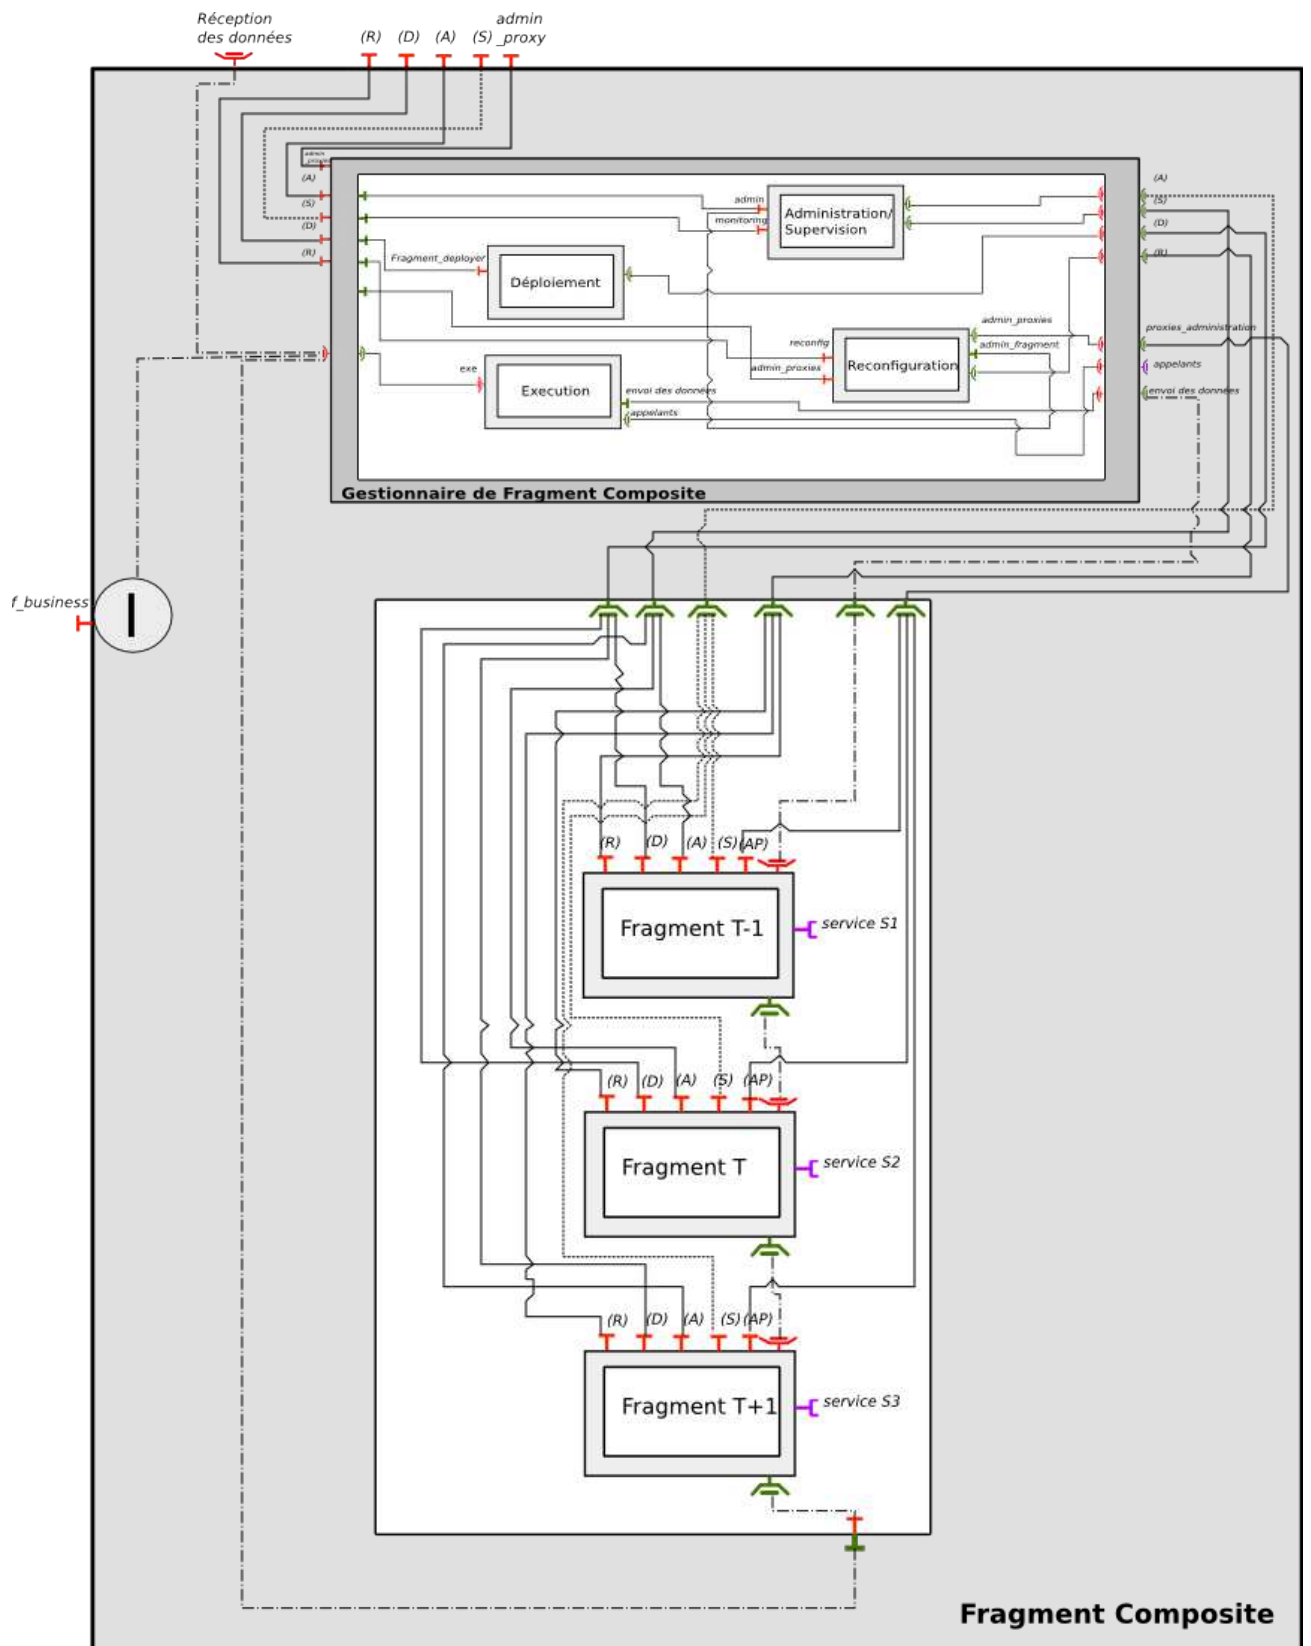 Réception
des données
(R)
(D)
(A)
(S)
admin
_proxy
admin
_proxies
(A)
(S)
(D)
(R)
admin
monitoring
Administration/
Supervision
Fragment_deployer
Déploiement
reconfig
admin_proxies
Reconfiguration
admin_proxies
admin_fragment
exe
Execution
envoi des données
appelants
(A)
(S)
(D)
(R)
proxies_administration
appelants
envoi des données
Gestionnaire de Fragment Composite
f_business
(R)
(D)
(A)
(S)
(AP)
Fragment T-1
service S1
(R)
(D)
(A)
(S)
(AP)
Fragment T
service S2
(R)
(D)
(A)
(S)
(AP)
Fragment T+1
service S3
Fragment Composite